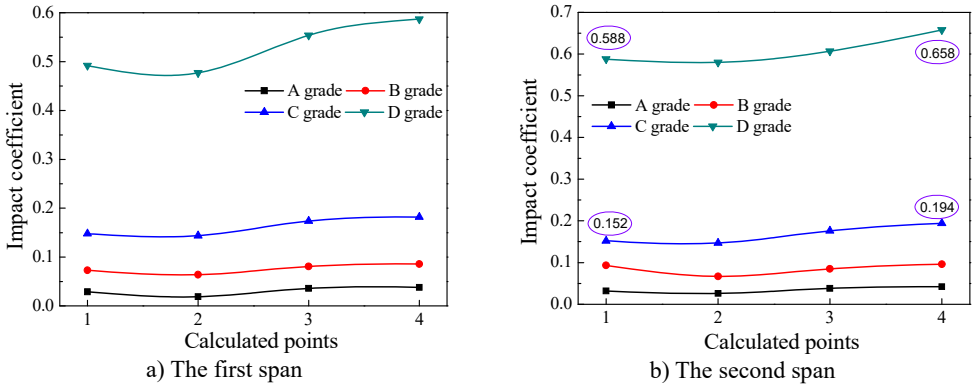 0.6
0.5
0.4
0.3
0.2
0.1
0.0
Impact coefficient
A grade B grade
C grade D grade
1 2 3 4
Calculated points
a) The first span
0.7
0.6
0.5
0.4
0.3
0.2
0.1
0.0
Impact coefficient
0.588
0.658
A grade B grade
C grade D grade
0.152
0.194
1 2 3 4
Calculated points
b) The second span